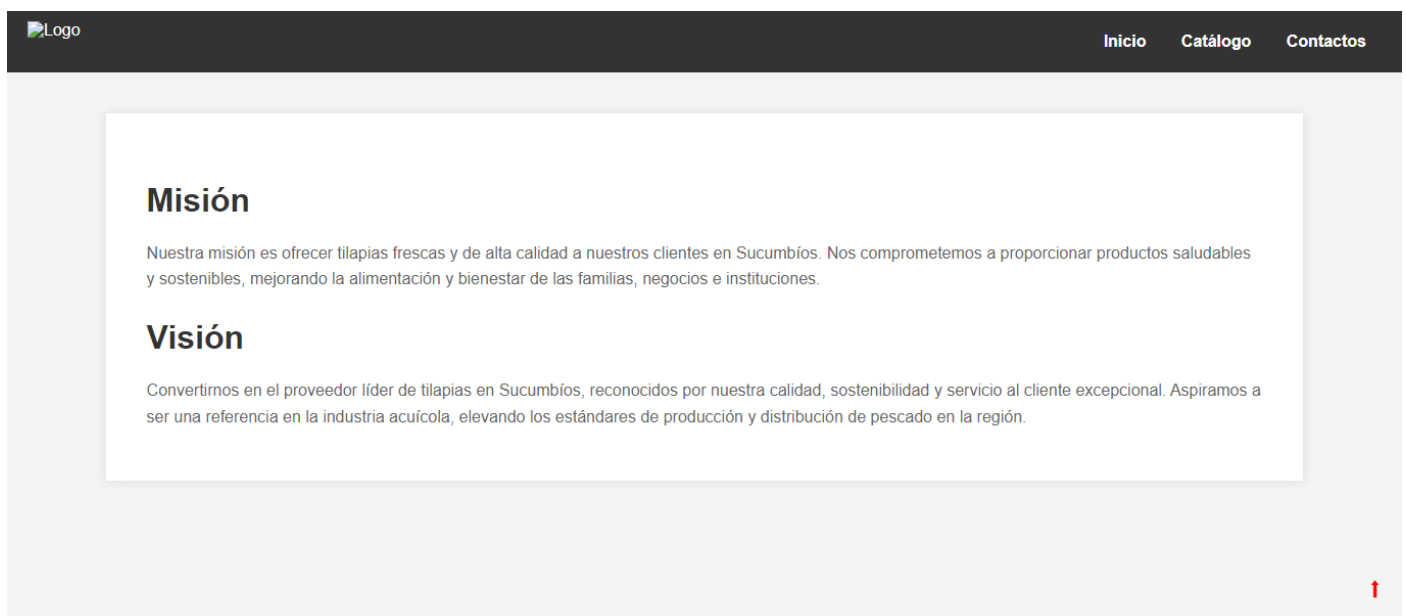 Logo
Inicio Catálogo Contactos
Misión
Nuestra misión es ofrecer tilapias frescas y de alta calidad a nuestros clientes en Sucumbíos. Nos comprometemos a proporcionar productos saludables
y sostenibles, mejorando la alimentación y bienestar de las familias, negocios e instituciones.
Visión
Convertirnos en el proveedor líder de tilapias en Sucumbíos, reconocidos por nuestra calidad, sostenibilidad y servicio al cliente excepcional. Aspiramos a
ser una referencia en la industria acuícola, elevando los estándares de producción y distribución de pescado en la región.